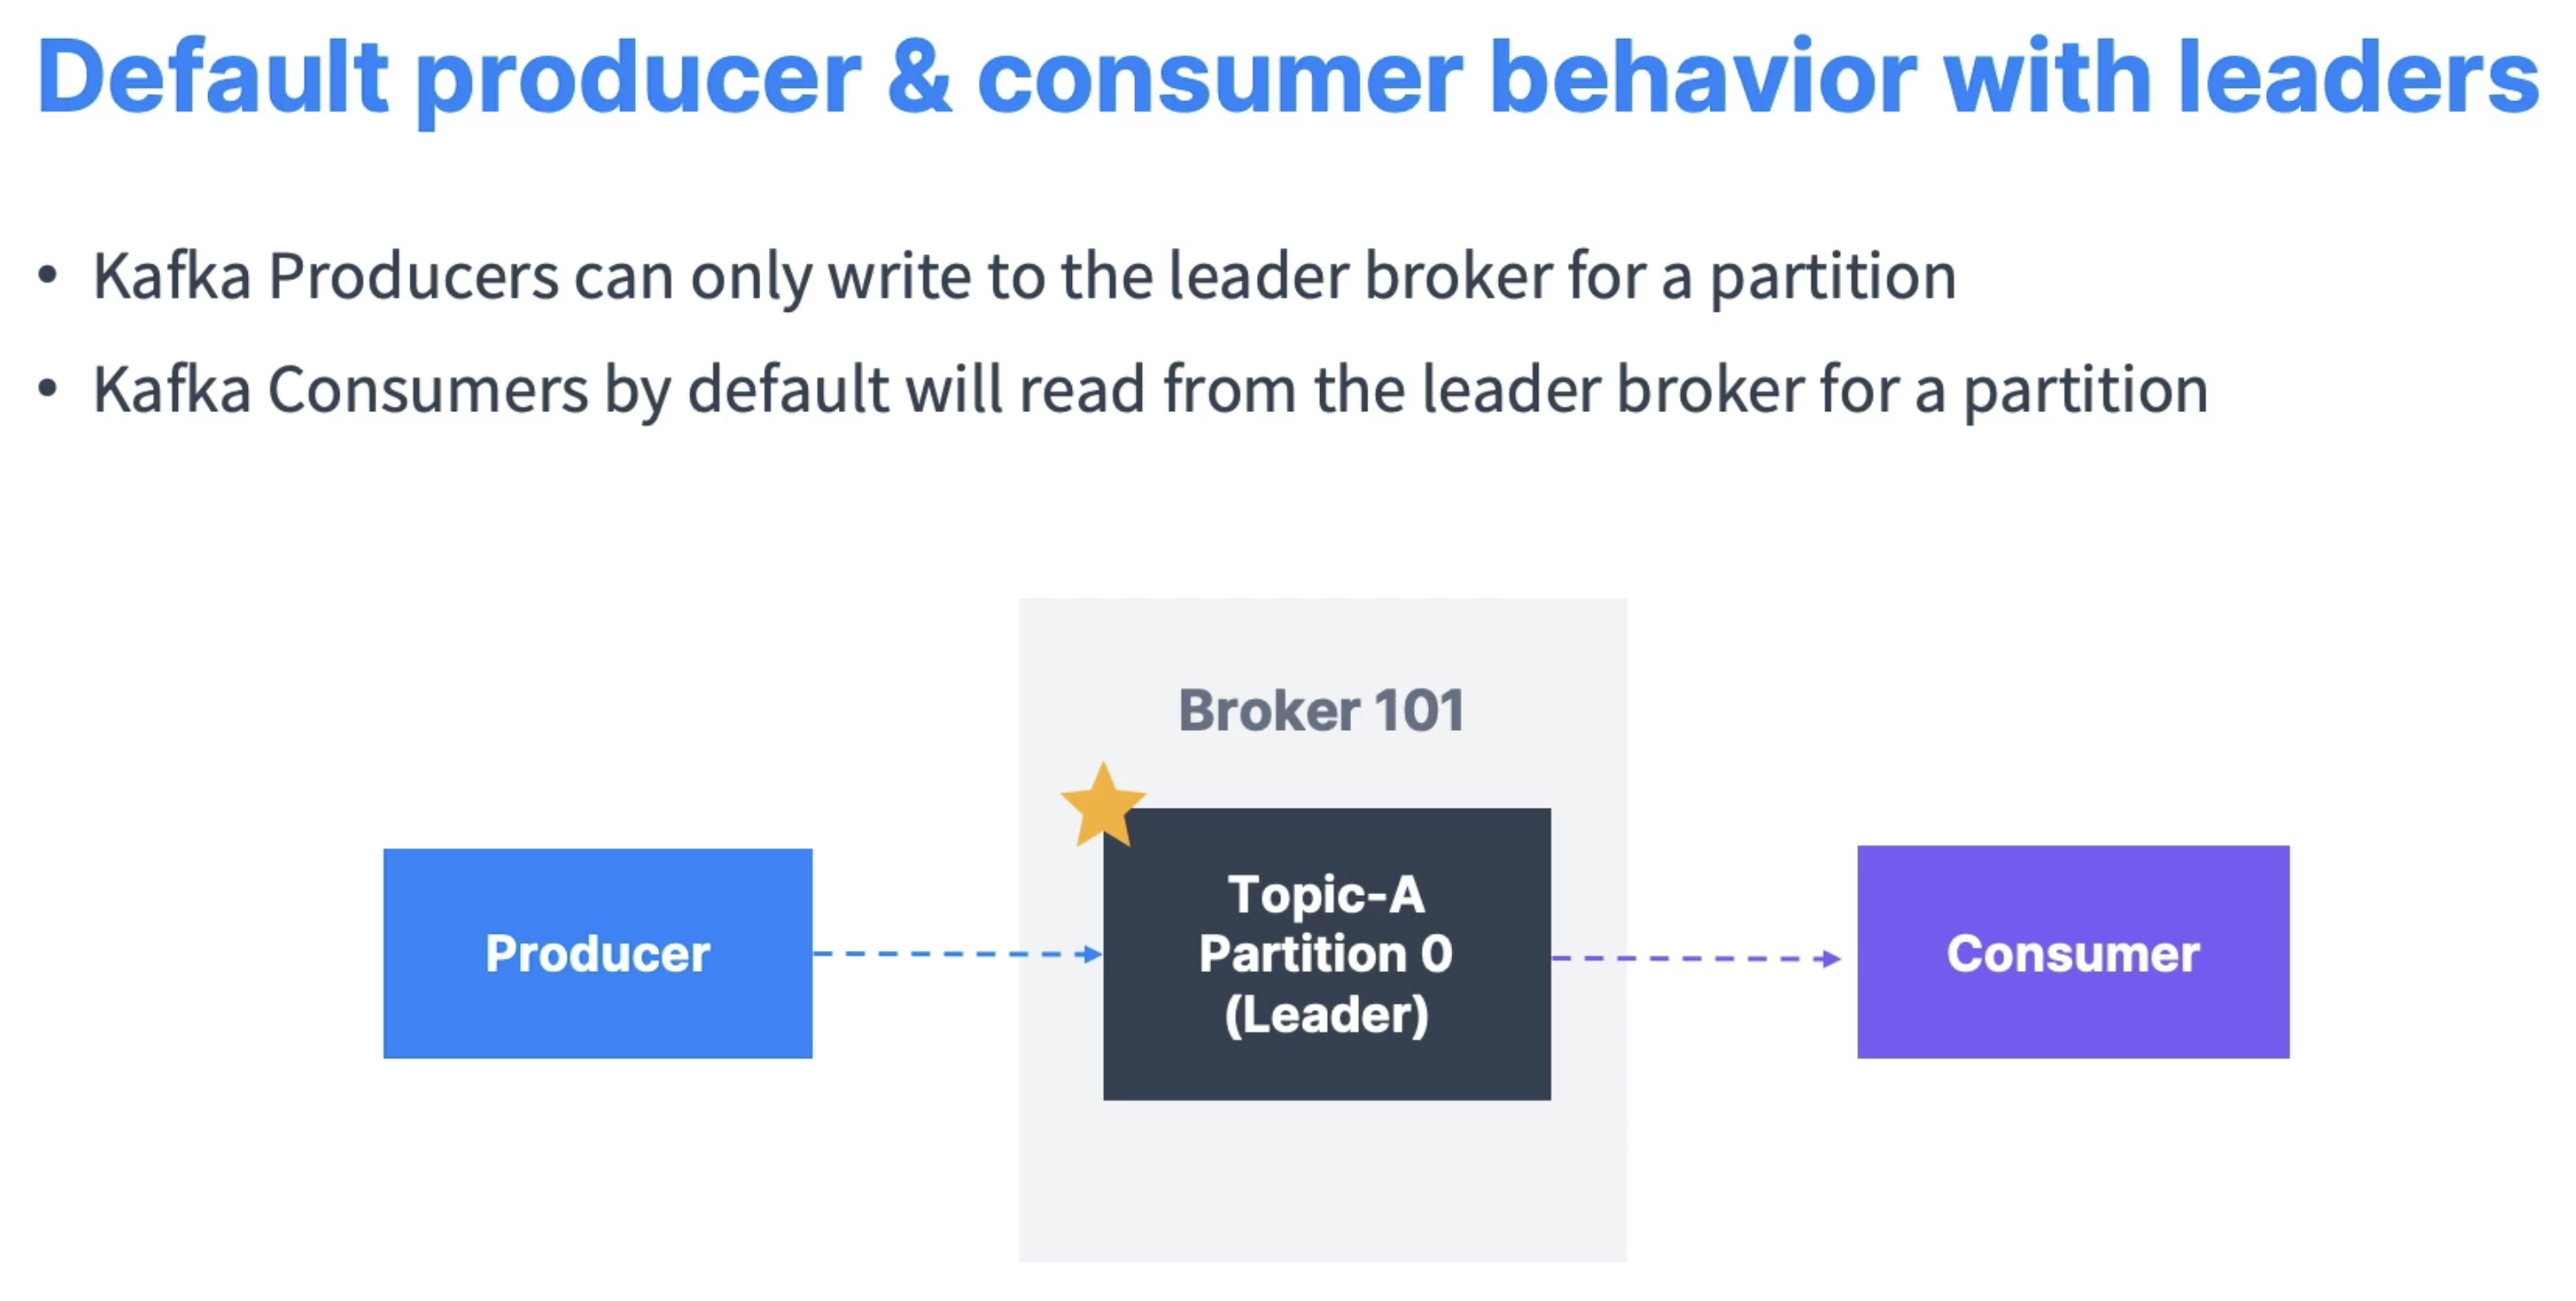 Default producer & consumer behavior with leaders
• Kafka Producers can only write to the leader broker for a partition
• Kafka Consumers by default will read from the leader broker for a partition
Broker 101
Producer
Topic-A
Partition 0
(Leader)
Consumer